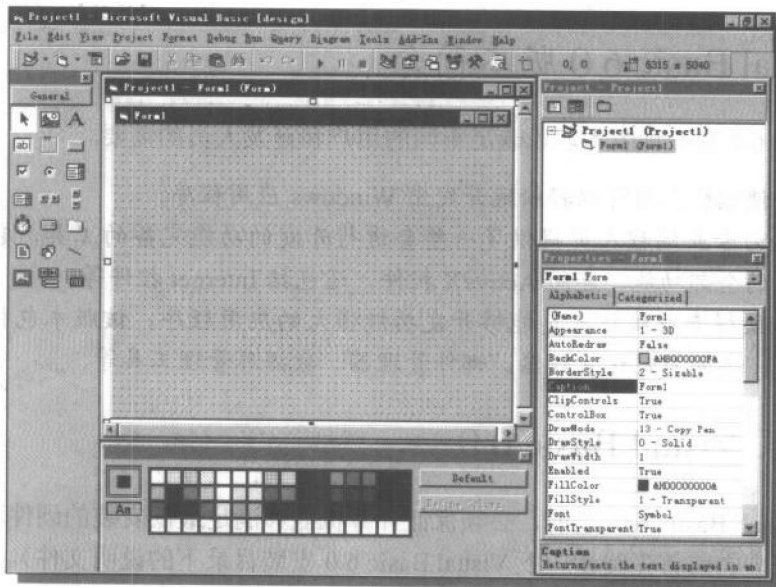 Project1 - Microsoft Visual Basic [design]
File Edit View Project Format Debug Run Query Diagram Tools Add-Ins Window Help
0, 0 6315 x 5040
General
Project1 - Form1 (Form)
Form1
Project - Project1
Project1 (Project1)
Form1 (Form1)
Properties - Form1
Form1 Form
Alphabetic Categorized
(Name) Form1
Appearance 1 - 3D
AutoRedraw False
BackColor &H8000000F&
BorderStyle 2 - Sizable
Caption Form1
ClipControls True
ControlBox True
DrawMode 13 - Copy Pen
DrawStyle 0 - Solid
DrawWidth 1
Enabled True
FillColor &H00000000&
FillStyle 1 - Transparent
Font Symbol
FontTransparent True
Caption
Returns/sets the text displayed in an
Aa
Default
Define Colors